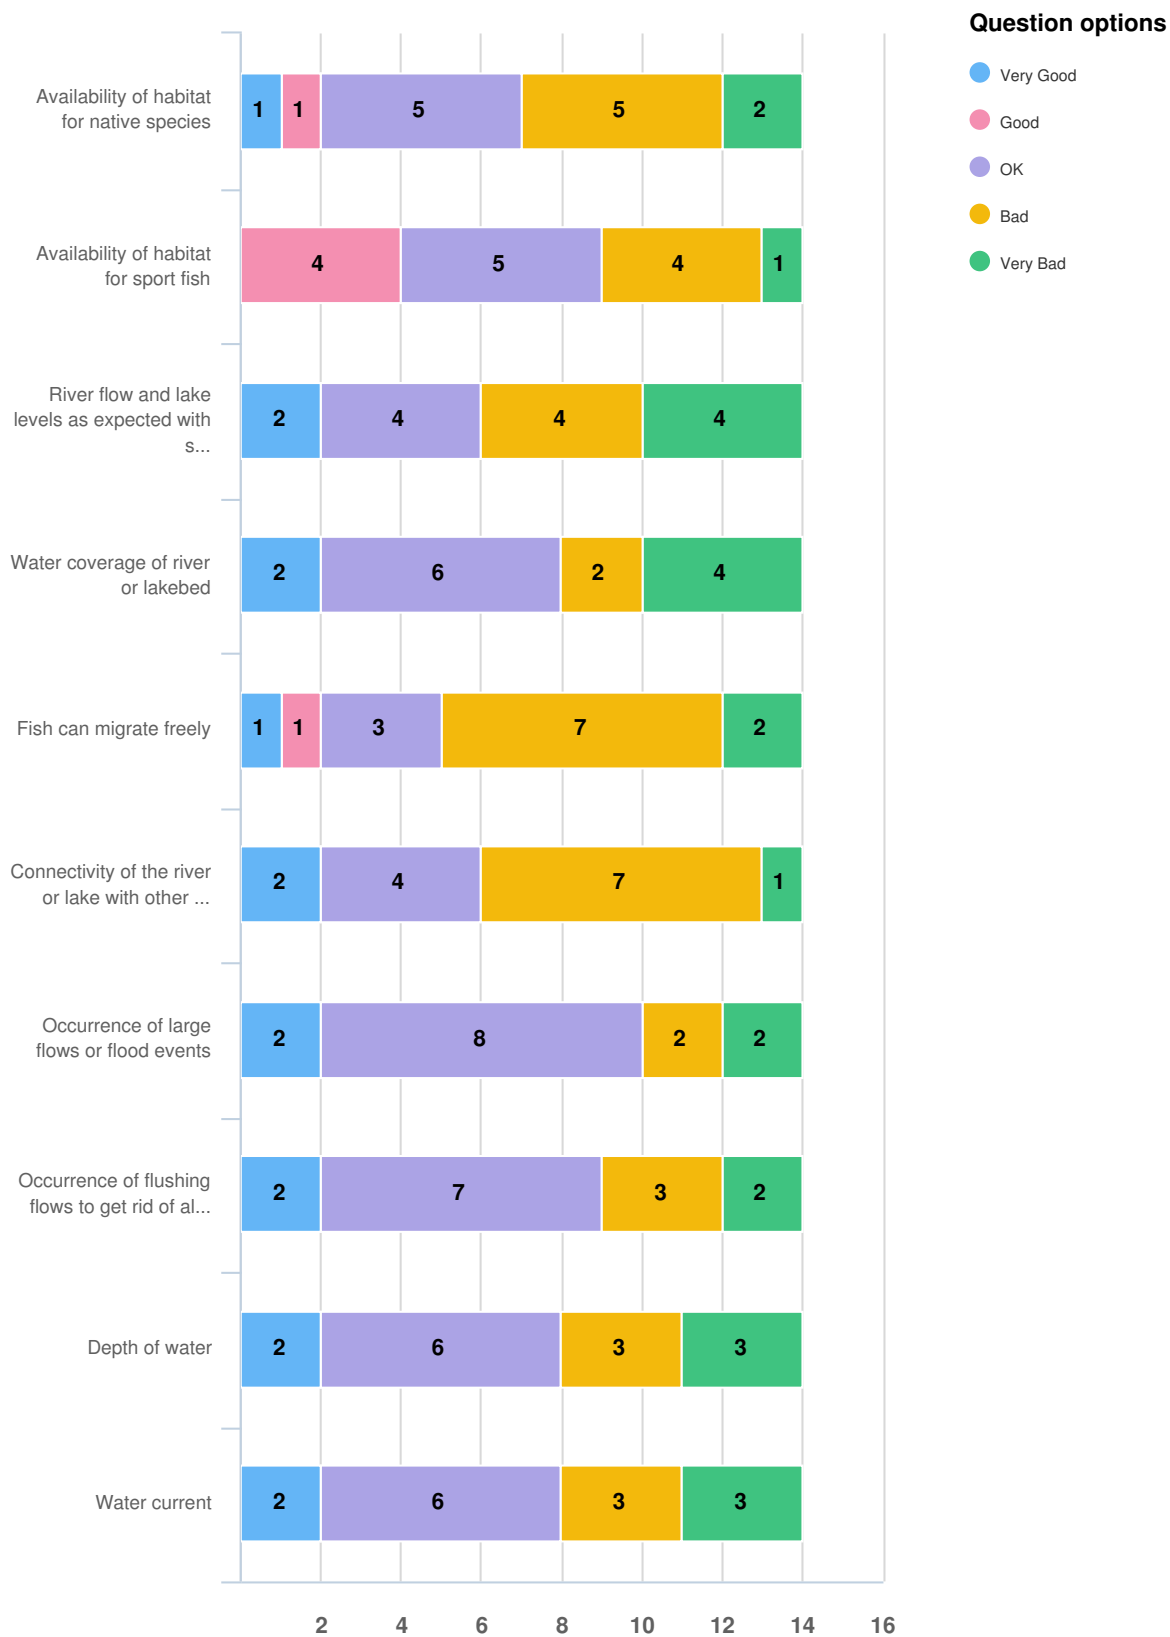 Question options
Very Good
Good
OK
Bad
Very Bad
Availability of habitat
for native species
1 1 5 5 2
Availability of habitat
for sport fish
4 5 4 1
River flow and lake
levels as expected with
s...
2 4 4 4
Water coverage of river
or lakebed
2 6 2 4
Fish can migrate freely
1 1 3 7 2
Connectivity of the river
or lake with other ...
2 4 7 1
Occurrence of large
flows or flood events
2 8 2 2
Occurrence of flushing
flows to get rid of al...
2 7 3 2
Depth of water
2 6 3 3
Water current
2 6 3 3
2 4 6 8 10 12 14 16